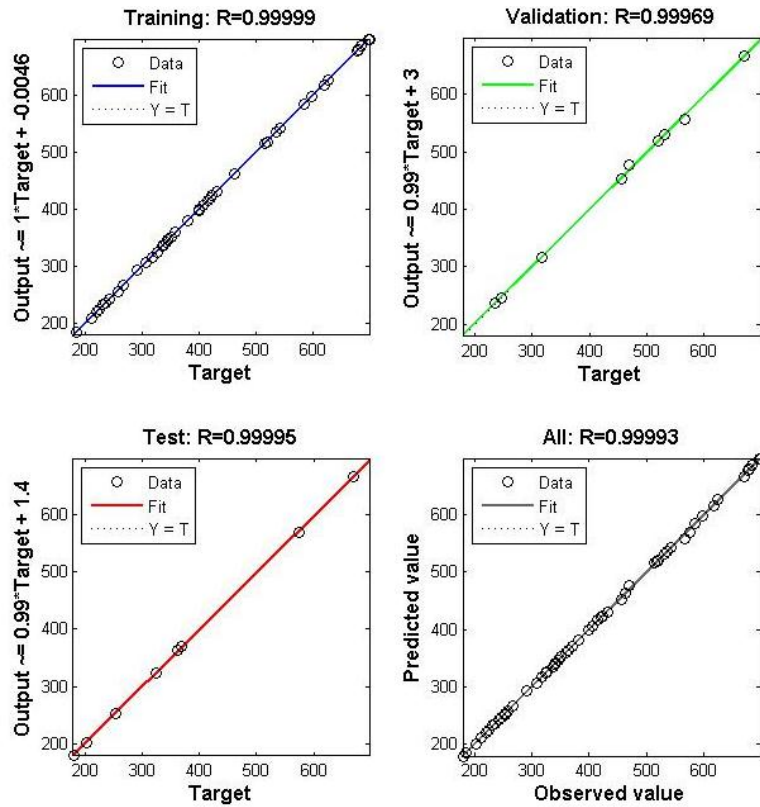 Training: R=0.99999
Output ~= 1*Target + -0.0046
700
600
500
400
300
200
Data
Fit
Y = T
200 300 400 500 600
Target
Validation: R=0.99969
Output ~= 0.99*Target + 3
600
500
400
300
200
Data
Fit
Y = T
200 300 400 500 600
Target
Test: R=0.99995
Output ~= 0.99*Target + 1.4
600
500
400
300
200
Data
Fit
Y = T
200 300 400 500 600
Target
All: R=0.99993
Predicted value
600
500
400
300
200
Data
Fit
Y = T
200 300 400 500 600
Observed value